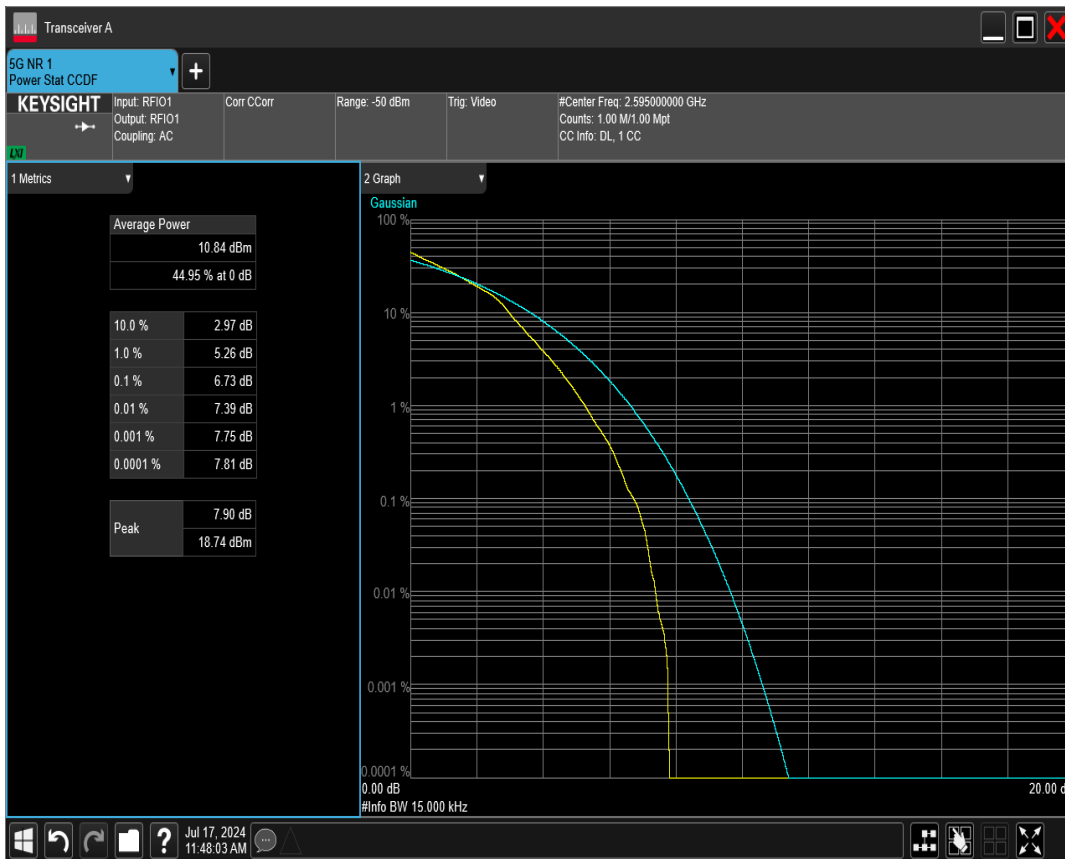 Transceiver A
5G NR 1
Power Stat CCDF
KEYSIGHT
LXI
Input: RFIO1
Output: RFIO1
Coupling: AC
Corr CCorr
Range: -50 dBm
Trig: Video
#Center Freq: 2.595000000 GHz
Counts: 1.00 M/1.00 Mpt
CC Info: DL, 1 CC
1 Metrics
Average Power
10.84 dBm
44.95 % at 0 dB
10.0 % 2.97 dB
1.0 % 5.26 dB
0.1 % 6.73 dB
0.01 % 7.39 dB
0.001 % 7.75 dB
0.0001 % 7.81 dB
Peak 7.90 dB
18.74 dBm
2 Graph
Gaussian
100 %
10 %
1 %
0.1 %
0.01 %
0.001 %
0.0001 %
0.00 dB 20.00 d
#Info BW 15.000 kHz
Jul 17, 2024
11:48:03 AM